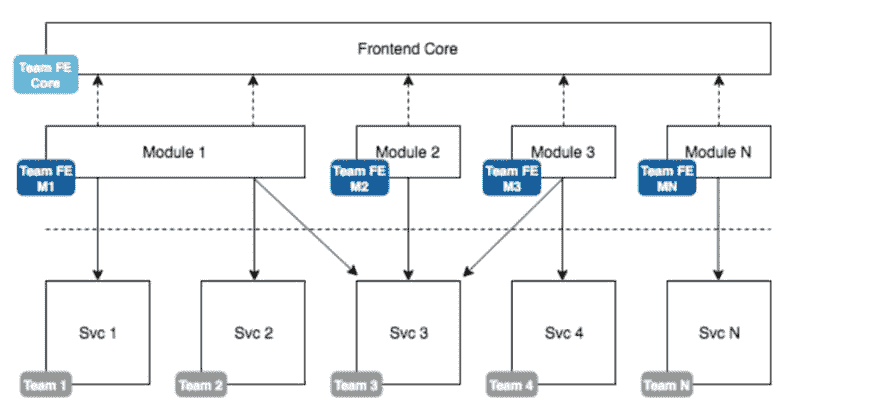 Frontend Core
Team FE
Core
Module 1
Module 2
Module 3
Module N
Team FE
M1
Team FE
M2
Team FE
M3
Team FE
MN
Svc 1
Svc 2
Svc 3
Svc 4
Svc N
Team 1
Team 2
Team 3
Team 4
Team N